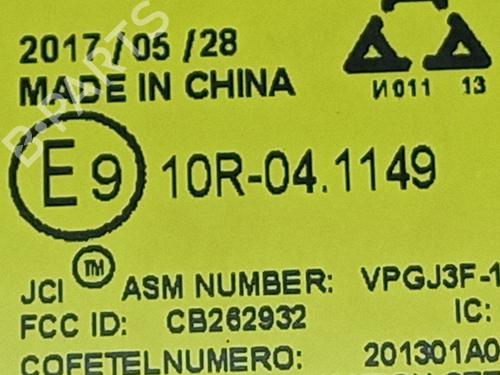 2017/05/28
MADE IN CHINA
И011 13
E9 10R-04.1149
JCI TM ASM NUMBER: VPGJ3F-1
FCC ID: CB262932 IC:
COFETELNUMERO: 201301A0
B-PARTS